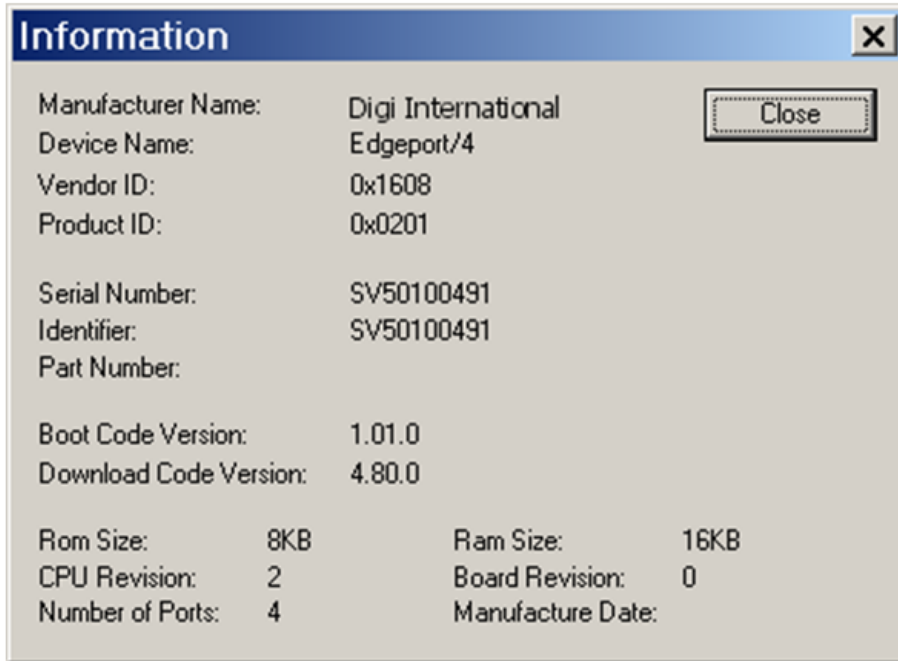 Information
Manufacturer Name: Digi International Close
Device Name: Edgeport/4
Vendor ID: 0x1608
Product ID: 0x0201
Serial Number: SV50100491
Identifier: SV50100491
Part Number:
Boot Code Version: 1.01.0
Download Code Version: 4.80.0
Rom Size: 8KB Ram Size: 16KB
CPU Revision: 2 Board Revision: 0
Number of Ports: 4 Manufacture Date: